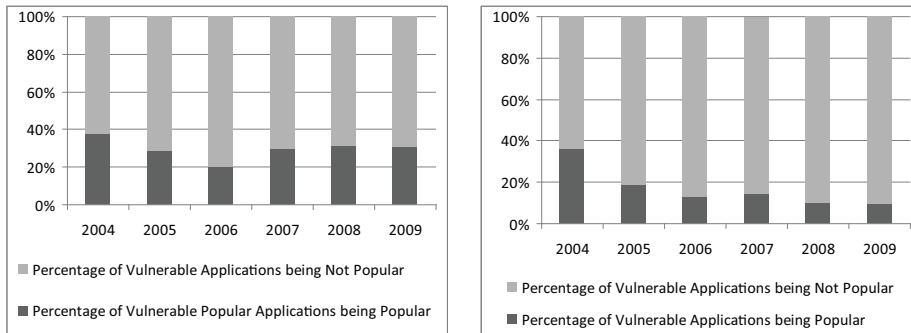 100%
80%
60%
40%
20%
0%
2004 2005 2006 2007 2008 2009
Percentage of Vulnerable Applications being Not Popular
Percentage of Vulnerable Popular Applications being Popular
100%
80%
60%
40%
20%
0%
2004 2005 2006 2007 2008 2009
Percentage of Vulnerable Applications being Not Popular
Percentage of Vulnerable Applications being Popular